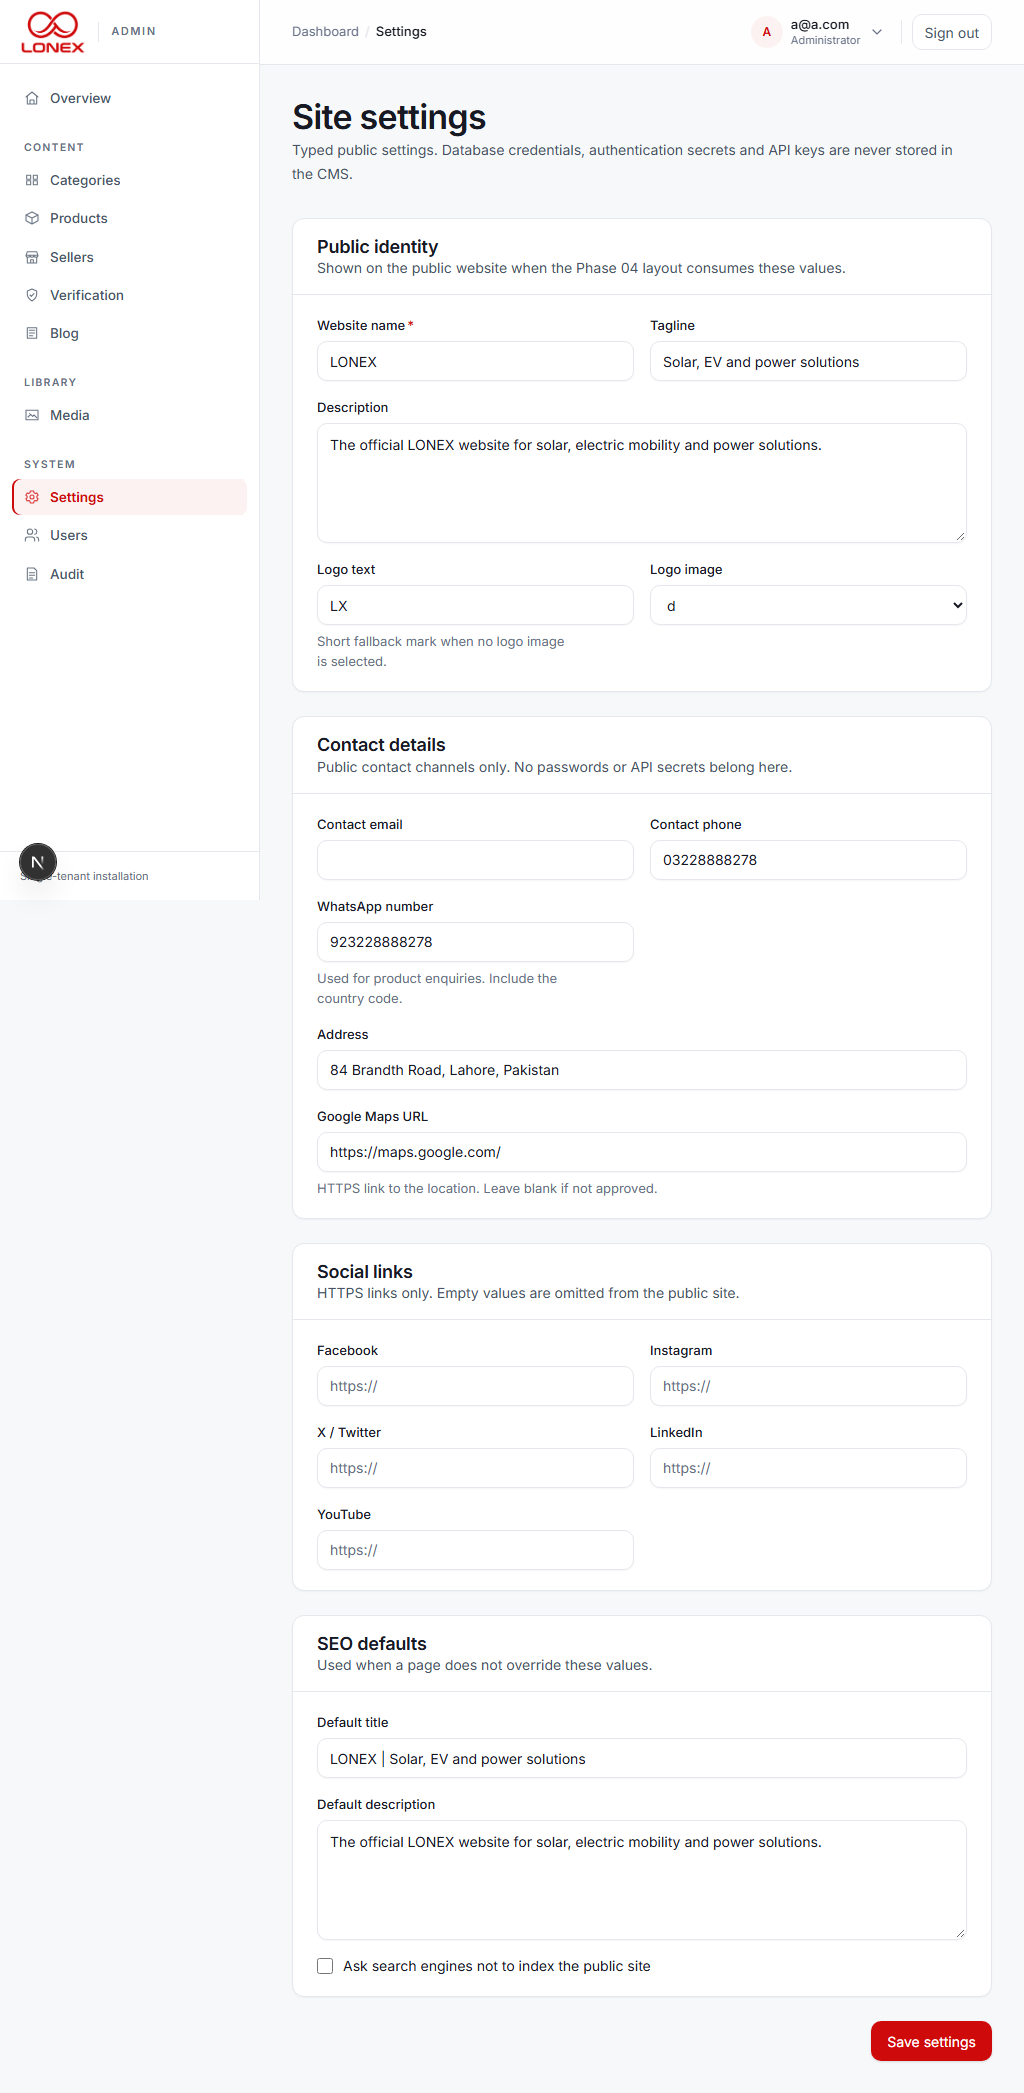 LONEX
ADMIN
Dashboard / Settings
A
a@a.com
Administrator
Sign out
Overview
CONTENT
Categories
Products
Sellers
Verification
Blog
LIBRARY
Media
SYSTEM
Settings
Users
Audit
N
-tenant installation
Site settings
Typed public settings. Database credentials, authentication secrets and API keys are never stored in
the CMS.
Public identity
Shown on the public website when the Phase 04 layout consumes these values.
Website name*
Tagline
LONEX
Solar, EV and power solutions
Description
The official LONEX website for solar, electric mobility and power solutions.
Logo text
Logo image
LX
d
Short fallback mark when no logo image
is selected.
Contact details
Public contact channels only. No passwords or API secrets belong here.
Contact email
Contact phone
03228888278
WhatsApp number
923228888278
Used for product enquiries. Include the
country code.
Address
84 Brandth Road, Lahore, Pakistan
Google Maps URL
https://maps.google.com/
HTTPS link to the location. Leave blank if not approved.
Social links
HTTPS links only. Empty values are omitted from the public site.
Facebook
Instagram
https://
https://
X / Twitter
LinkedIn
https://
https://
YouTube
https://
SEO defaults
Used when a page does not override these values.
Default title
LONEX | Solar, EV and power solutions
Default description
The official LONEX website for solar, electric mobility and power solutions.
Ask search engines not to index the public site
Save settings